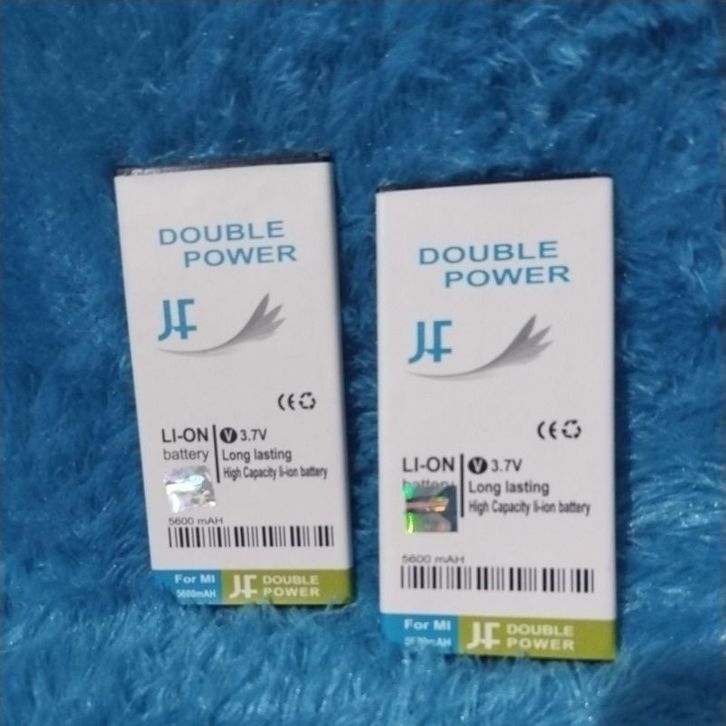 DOUBLE
POWER
JF
CE
LI-ON
battery
V 3.7V
Long lasting
High Capacity li-ion battery
5600 mAH
For MI
5600mAH
JF DOUBLE
POWER
DOUBLE
POWER
JF
CE
LI-ON
battery
V 3.7V
Long lasting
High Capacity li-ion battery
5600 mAH
For MI
JF DOUBLE
POWER